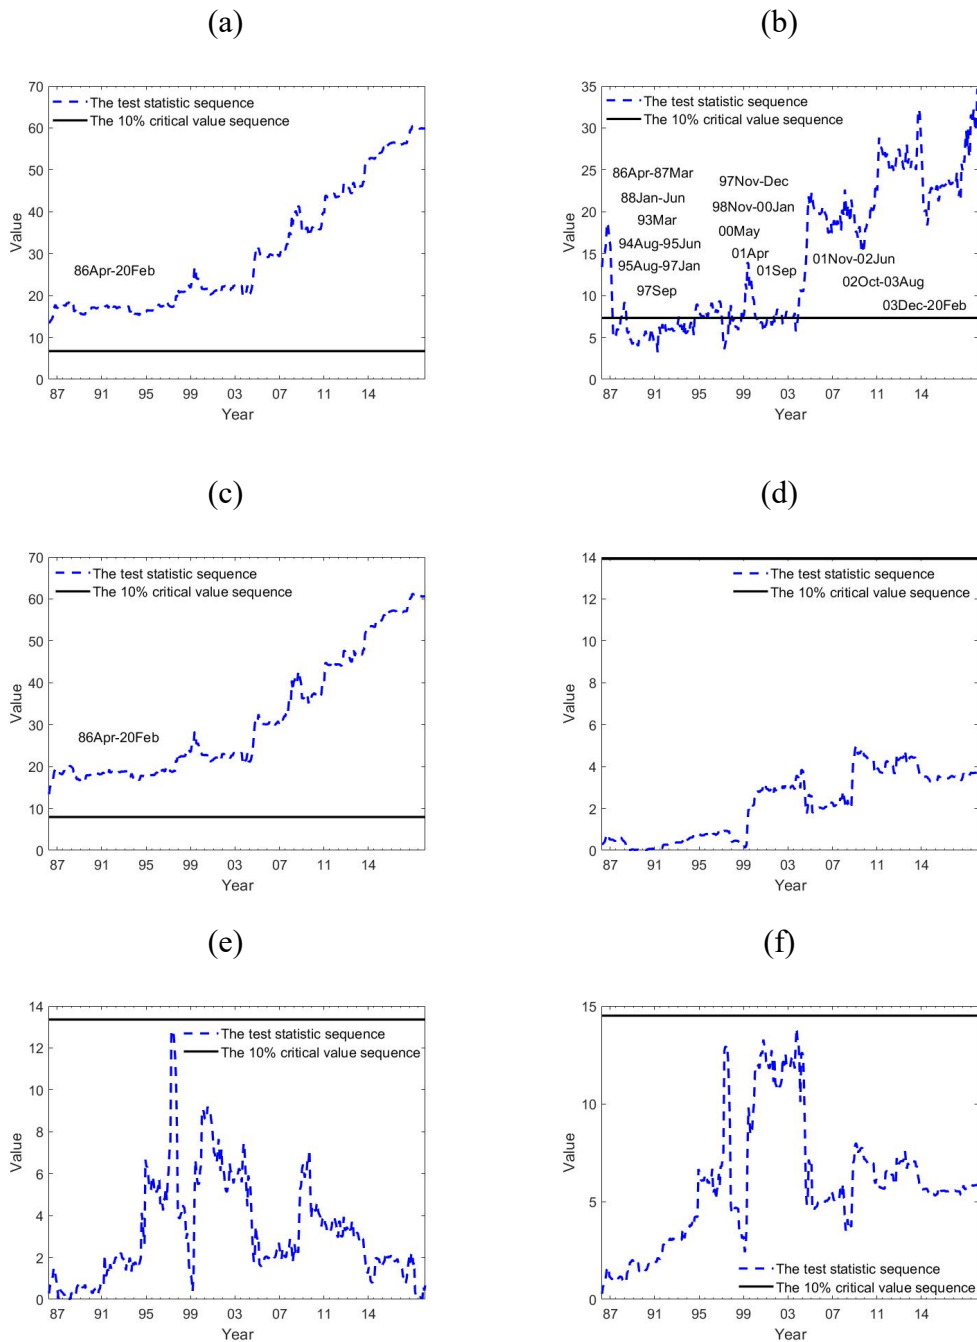 (a)
70
60
50
40
30
20
10
0
Value
The test statistic sequence
The 10% critical value sequence
86Apr-20Feb
87 91 95 99 03 07 11 14
Year
(b)
35
30
25
20
15
10
5
0
Value
The test statistic sequence
The 10% critical value sequence
86Apr-87Mar
88Jan-Jun
93Mar
94Aug-95Jun
95Aug-97Jan
97Sep
97Nov-Dec
98Nov-00Jan
00May
01Apr
01Sep
01Nov-02Jun
02Oct-03Aug
03Dec-20Feb
87 91 95 99 03 07 11 14
Year
(c)
70
60
50
40
30
20
10
0
Value
The test statistic sequence
The 10% critical value sequence
86Apr-20Feb
87 91 95 99 03 07 11 14
Year
(d)
14
12
10
8
6
4
2
0
Value
The test statistic sequence
The 10% critical value sequence
87 91 95 99 03 07 11 14
Year
(e)
14
12
10
8
6
4
2
0
Value
The test statistic sequence
The 10% critical value sequence
87 91 95 99 03 07 11 14
Year
(f)
15
10
5
0
Value
The test statistic sequence
The 10% critical value sequence
87 91 95 99 03 07 11 14
Year